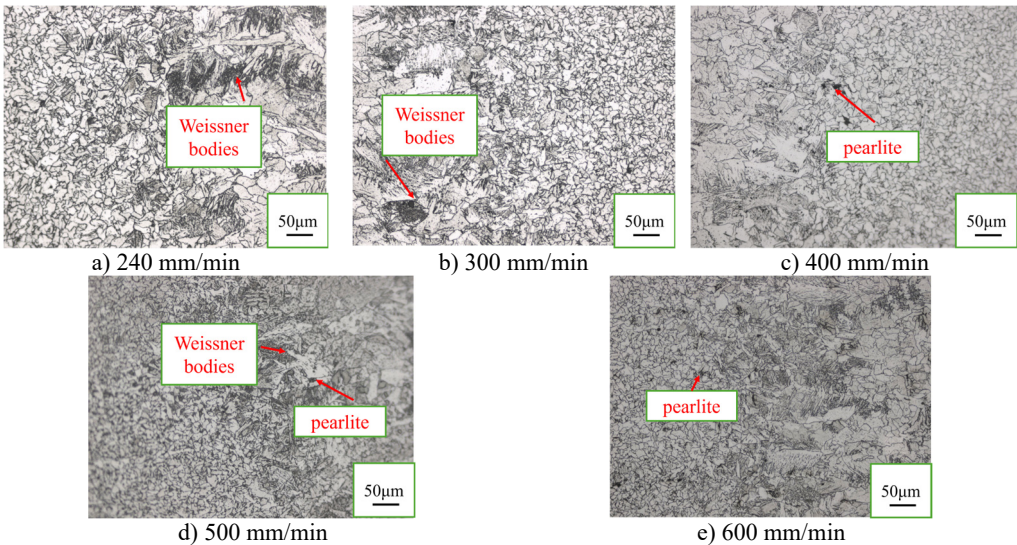 Weissner
bodies
50μm
a) 240 mm/min
Weissner
bodies
50μm
b) 300 mm/min
pearlite
50μm
c) 400 mm/min
Weissner
bodies
pearlite
50μm
d) 500 mm/min
pearlite
50μm
e) 600 mm/min